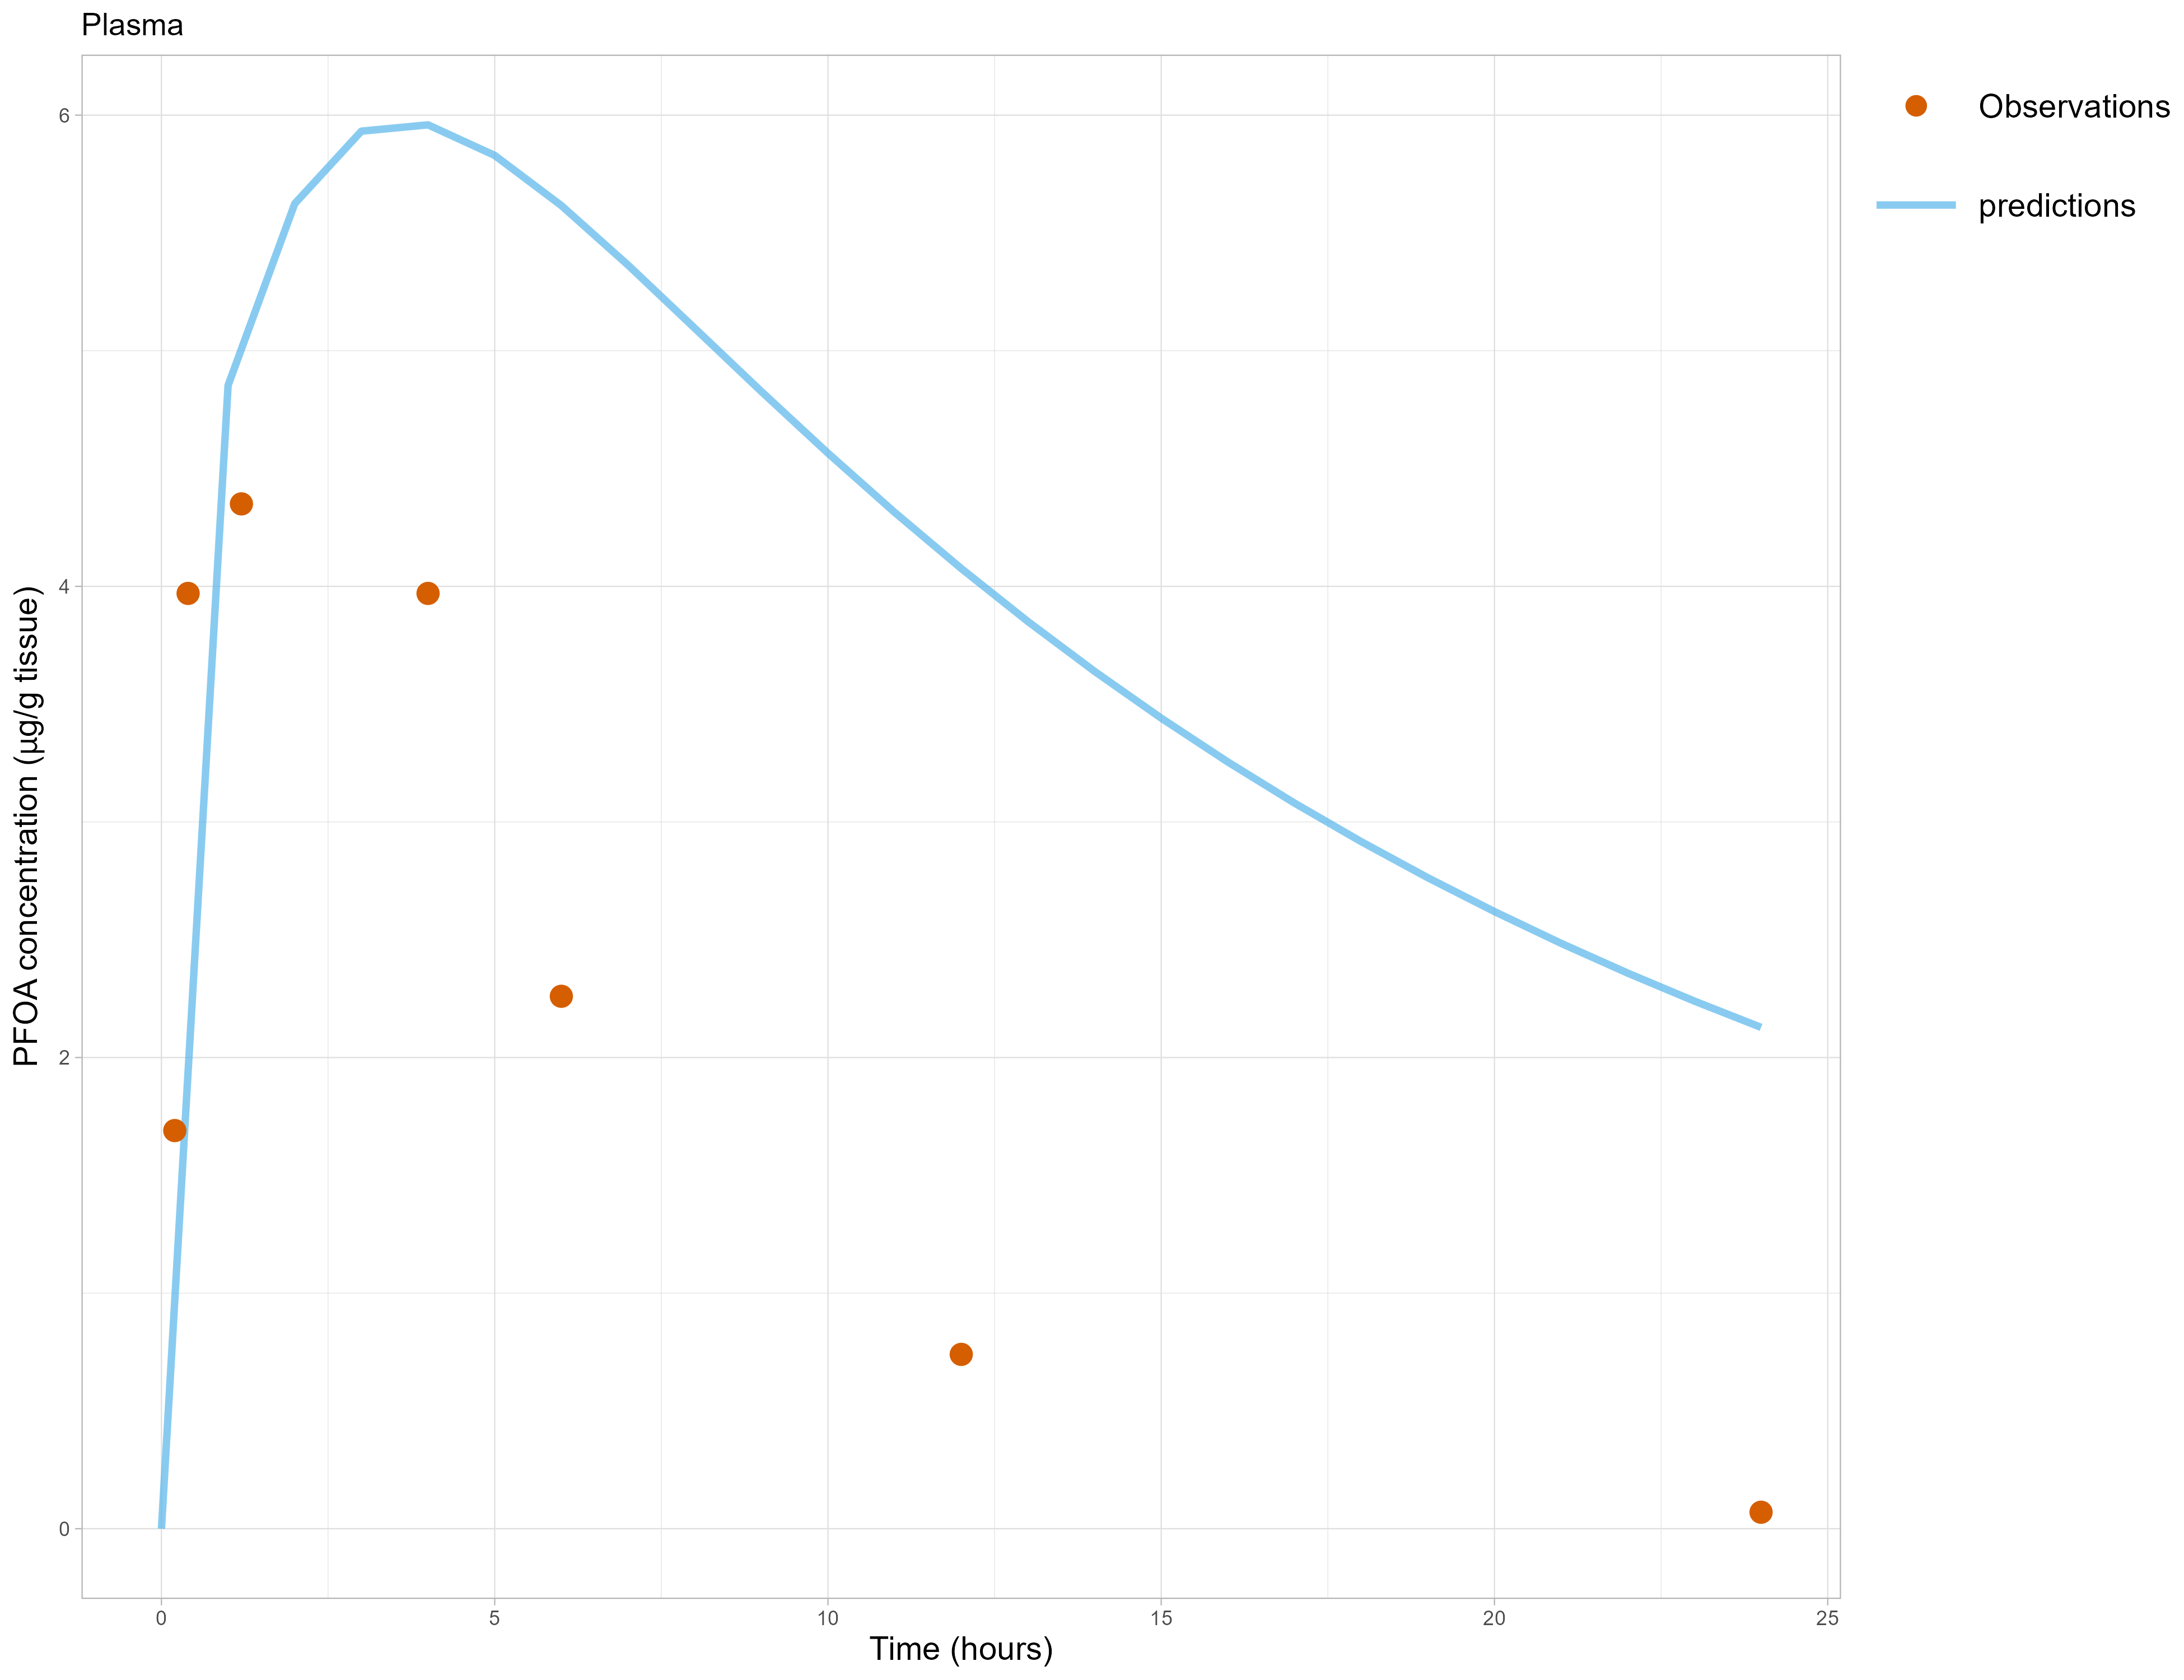 Plasma
Observations
predictions
PFOA concentration (µg/g tissue)
6
4
2
0
0 5 10 15 20 25
Time (hours)